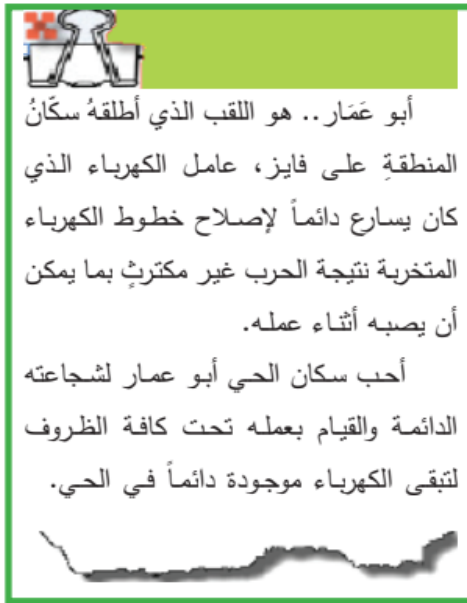 أبو عَمَار.. هو اللقب الذي أطلقهُ سكّانُ
المنطقةِ على فايز، عامل الكهرباء الذي
كان يسارع دائماً لإصلاح خطوط الكهرباء
المتخربة نتيجة الحرب غير مكترثٍ بما يمكن
أن يصبه أثناء عمله.
أحب سكان الحي أبو عمار لشجاعته
الدائمة والقيام بعمله تحت كافة الظروف
لتبقى الكهرباء موجودة دائماً في الحي.